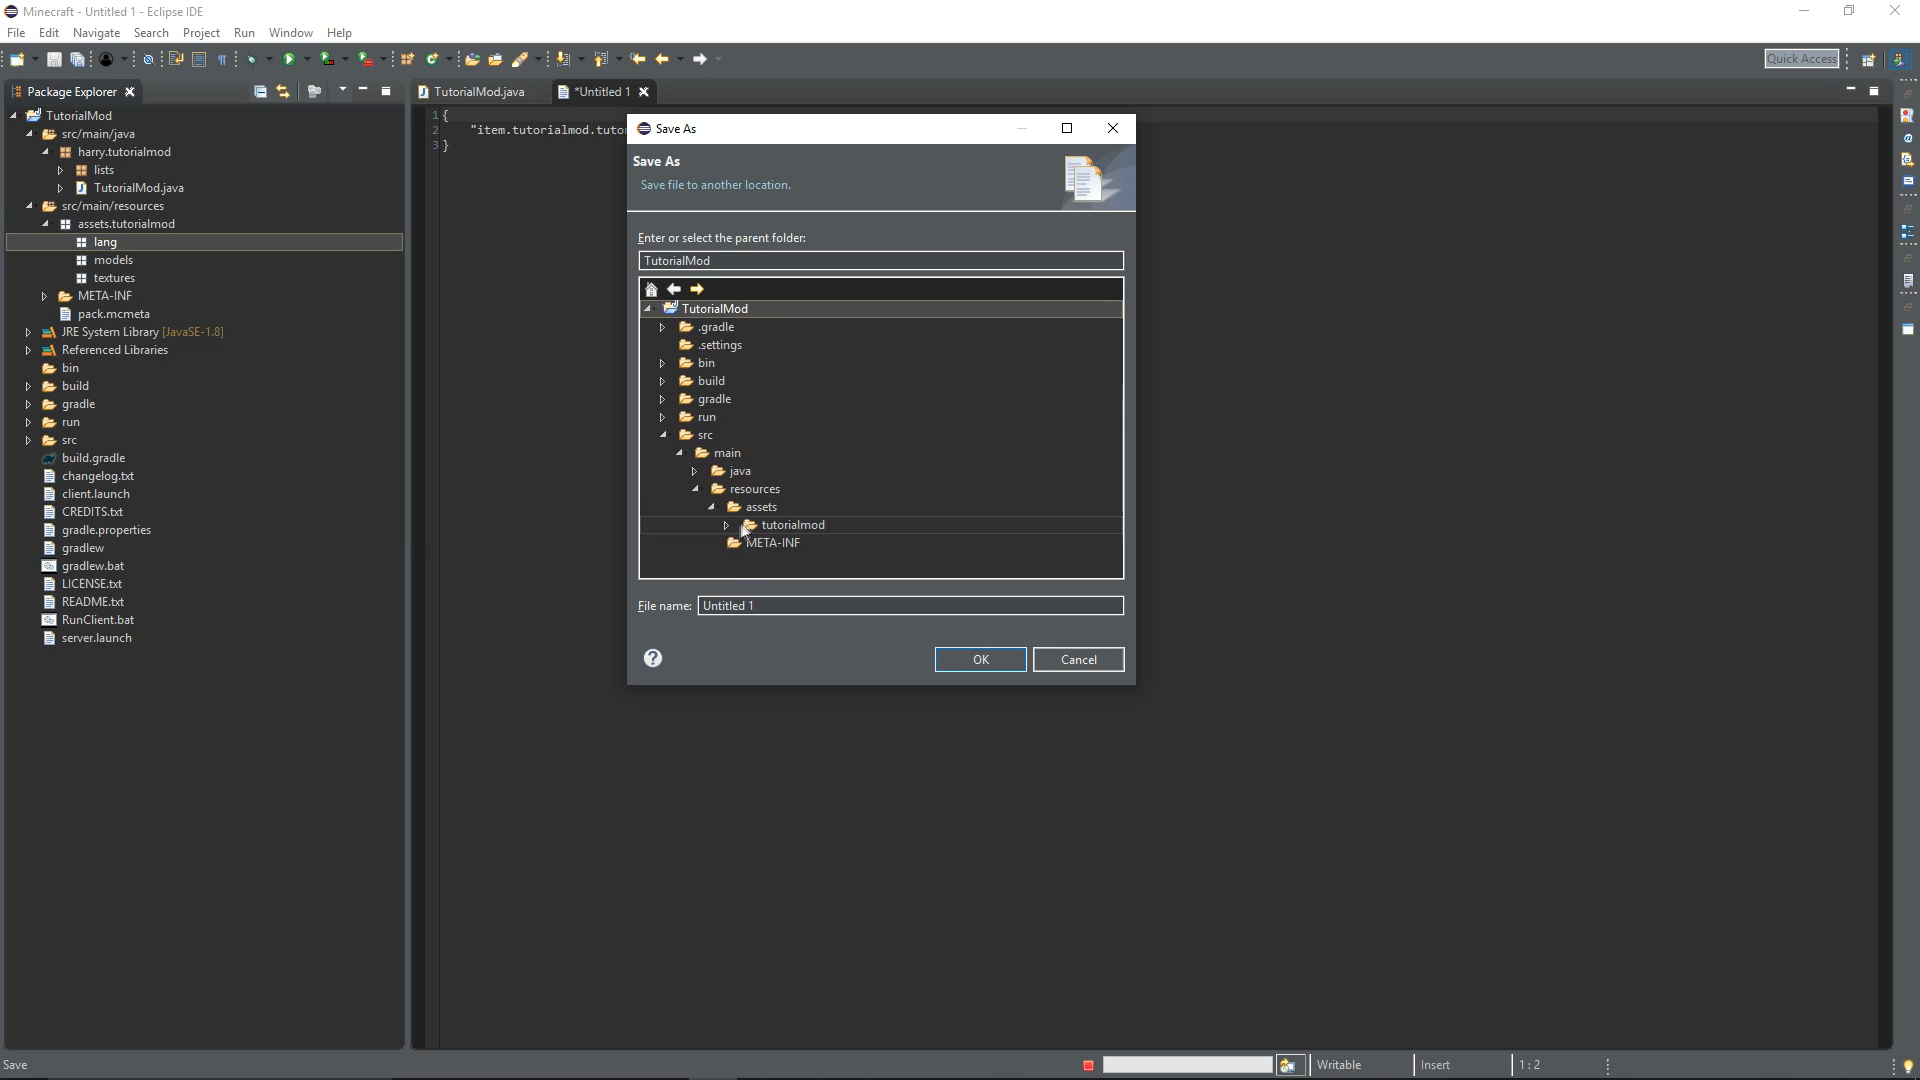 Minecraft - Untitled 1 - Eclipse IDE
File Edit Navigate Search Project Run Window Help
Quick Access
Package Explorer
TutorialMod.java *Untitled 1
TutorialMod
src/main/java
harry.tutorialmod
lists
TutorialMod.java
src/main/resources
assets.tutorialmod
lang
models
textures
META-INF
pack.mcmeta
JRE System Library [JavaSE-1.8]
Referenced Libraries
bin
build
gradle
run
src
build.gradle
changelog.txt
client.launch
CREDITS.txt
gradle.properties
gradlew
gradlew.bat
LICENSE.txt
README.txt
RunClient.bat
server.launch
1 {
2 "item.tutorialmod.tutor
3 }
Save As
Save As
Save file to another location.
Enter or select the parent folder:
TutorialMod
TutorialMod
.gradle
.settings
bin
build
gradle
run
src
main
java
resources
assets
tutorialmod
META-INF
File name: Untitled 1
OK Cancel
Save
Writable Insert 1 : 2